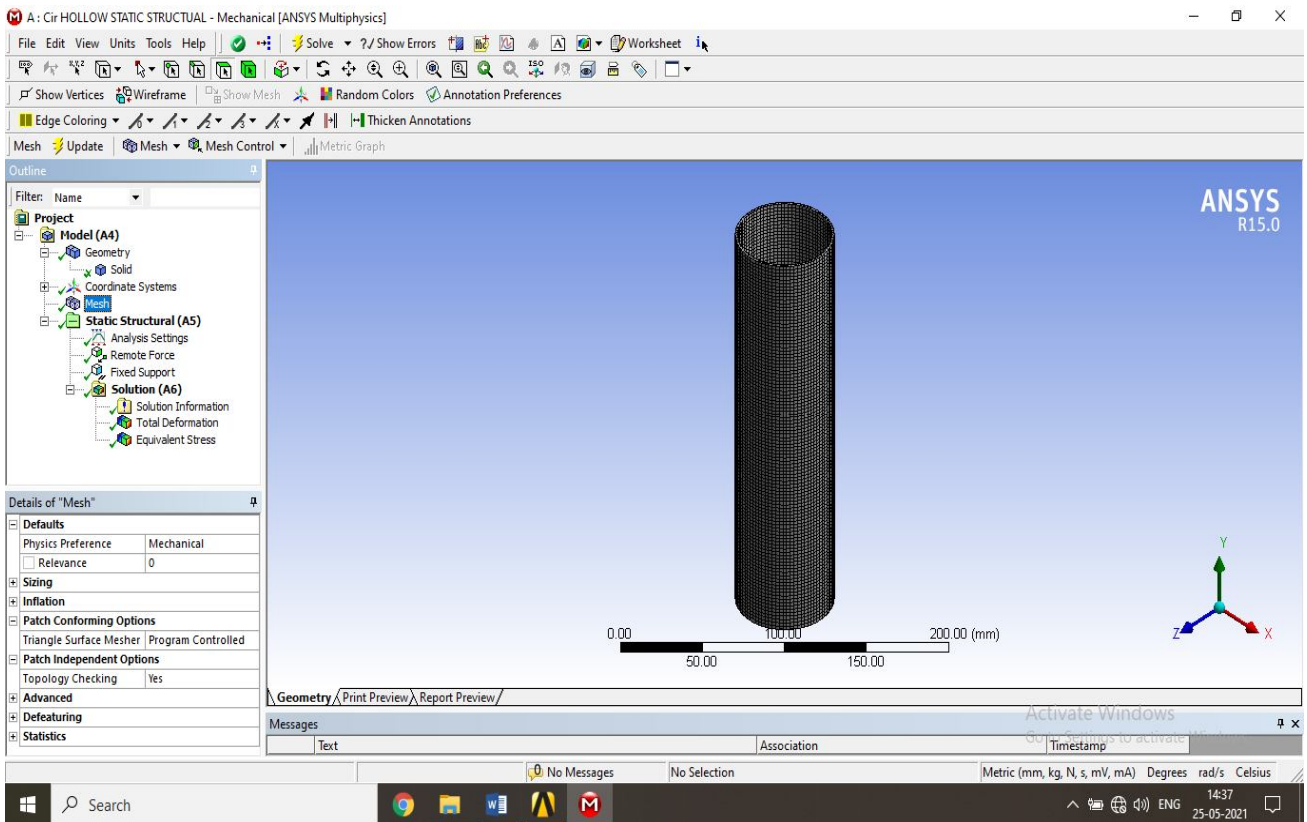 A : Cir HOLLOW STATIC STRUCTUAL - Mechanical [ANSYS Multiphysics]
File Edit View Units Tools Help Solve ?/ Show Errors A Worksheet i
Show Vertices Wireframe Show Mesh Random Colors Annotation Preferences
Edge Coloring Thicken Annotations
Mesh Update Mesh Mesh Control Metric Graph
Outline
Filter: Name
Project
Model (A4)
Geometry
Solid
Coordinate Systems
Mesh
Static Structural (A5)
Analysis Settings
Remote Force
Fixed Support
Solution (A6)
Solution Information
Total Deformation
Equivalent Stress
Details of "Mesh"
Defaults
Physics Preference Mechanical
Relevance 0
Sizing
Inflation
Patch Conforming Options
Triangle Surface Mesher Program Controlled
Patch Independent Options
Topology Checking Yes
Advanced
Defeaturing
Statistics
ANSYS
R15.0
Y
Z X
0.00 100.00 200.00 (mm)
50.00 150.00
Geometry Print Preview Report Preview
Activate Windows
Go to Settings to activate Windows.
Messages
Text Association Timestamp
No Messages No Selection Metric (mm, kg, N, s, mV, mA) Degrees rad/s Celsius
Search ENG 14:37
25-05-2021